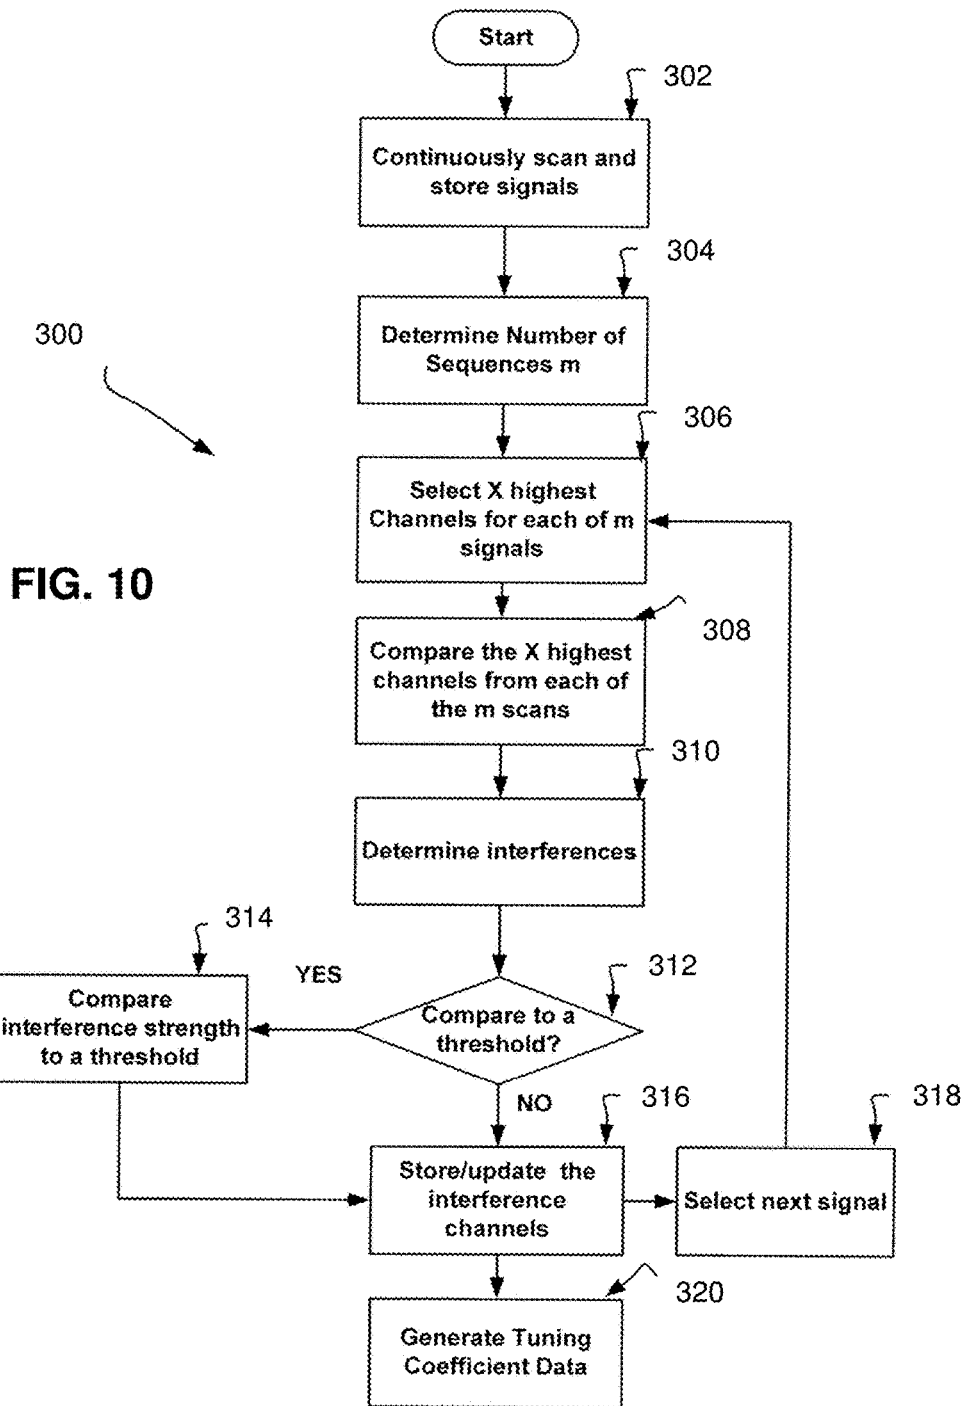 Start
302
Continuously scan and
store signals
304
Determine Number of
Sequences m
300
306
Select X highest
Channels for each of m
signals
FIG. 10
308
Compare the X highest
channels from each of
the m scans
310
Determine interferences
314
YES
312
Compare
interference strength
to a threshold
Compare to a
threshold?
NO
316
318
Store/update the
interference
channels
Select next signal
320
Generate Tuning
Coefficient Data